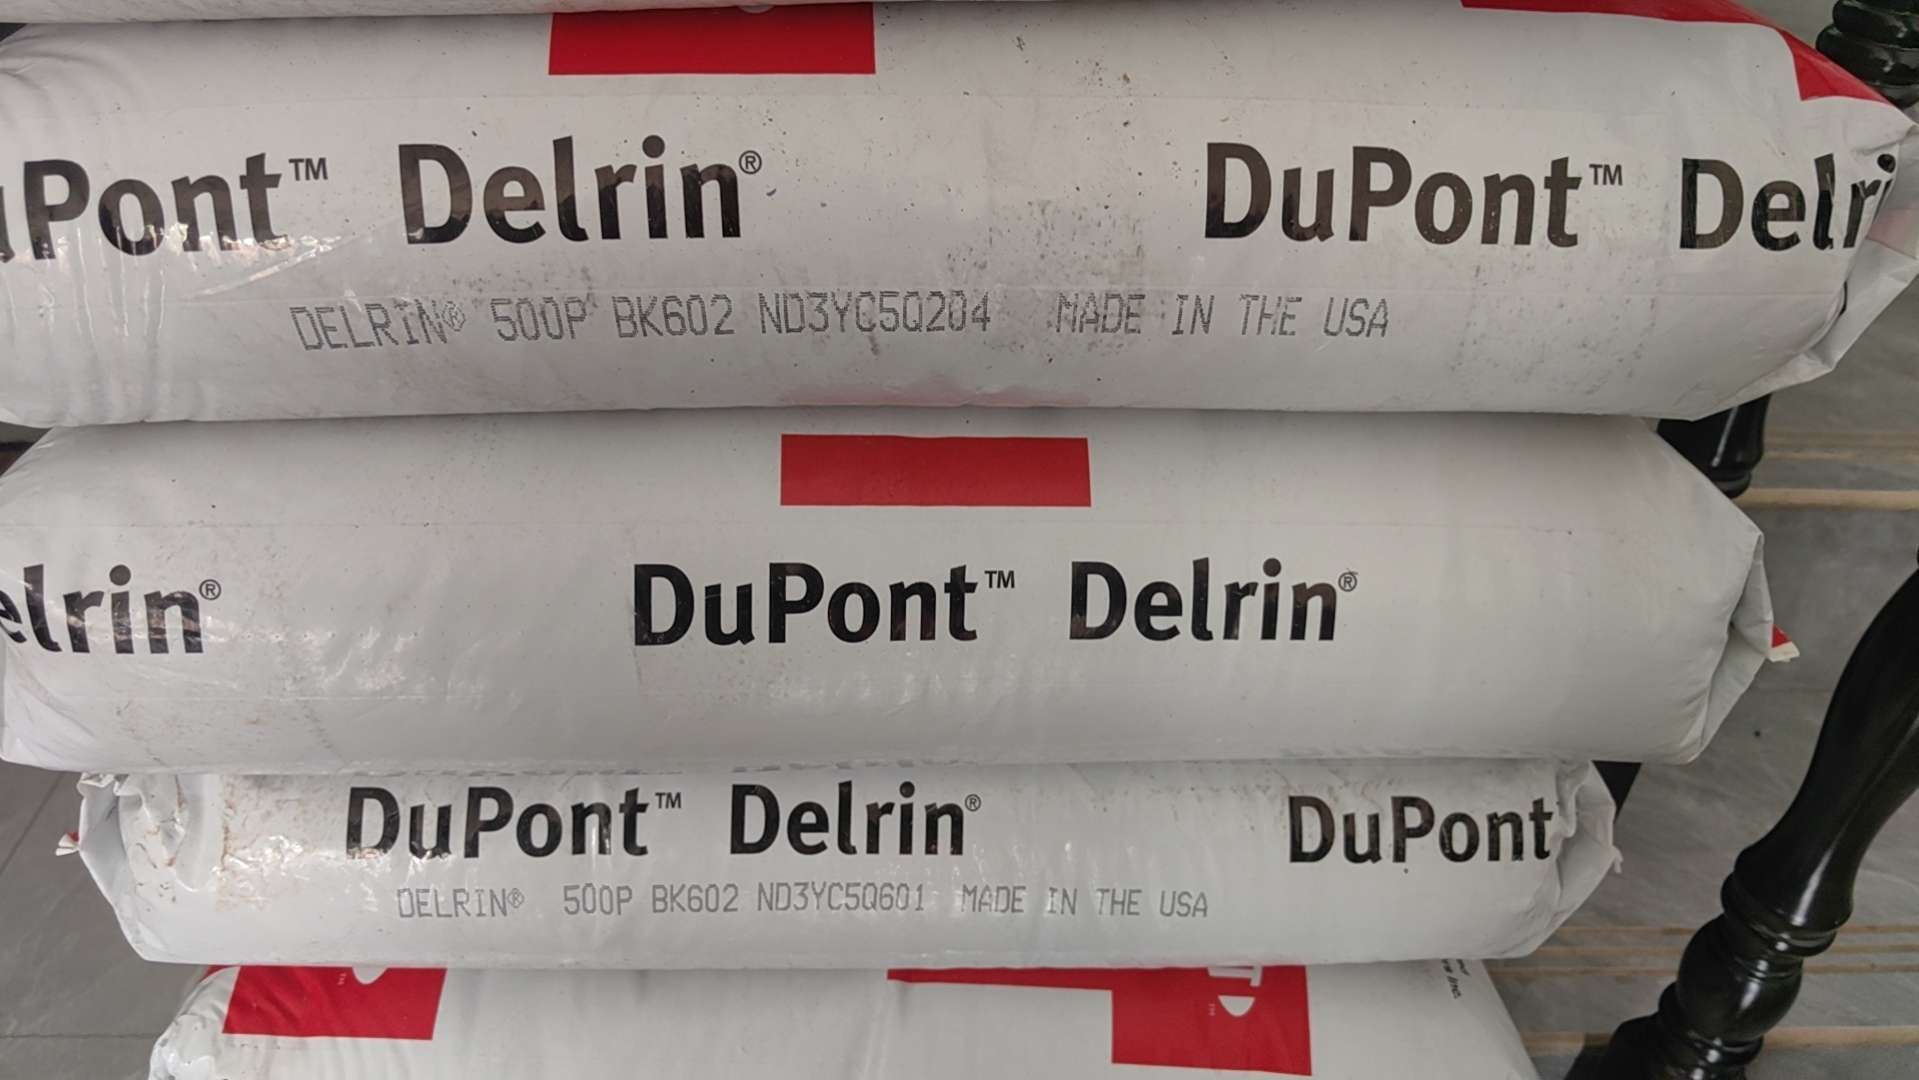 uPont™ Delrin® DuPont™ Delri
DELRIN® 500P BK602 ND3YC5Q204 MADE IN THE USA
elrin® DuPont™ Delrin®
DuPont™ Delrin® DuPont
DELRIN® 500P BK602 ND3YC5Q601 MADE IN THE USA